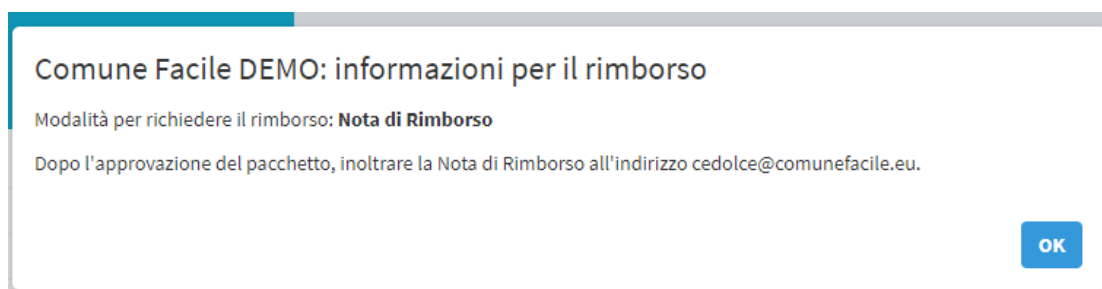 Comune Facile DEMO: informazioni per il rimborso
Modalità per richiedere il rimborso: Nota di Rimborso
Dopo l'approvazione del pacchetto, inoltrare la Nota di Rimborso all'indirizzo cedolce@comunefacile.eu.
OK